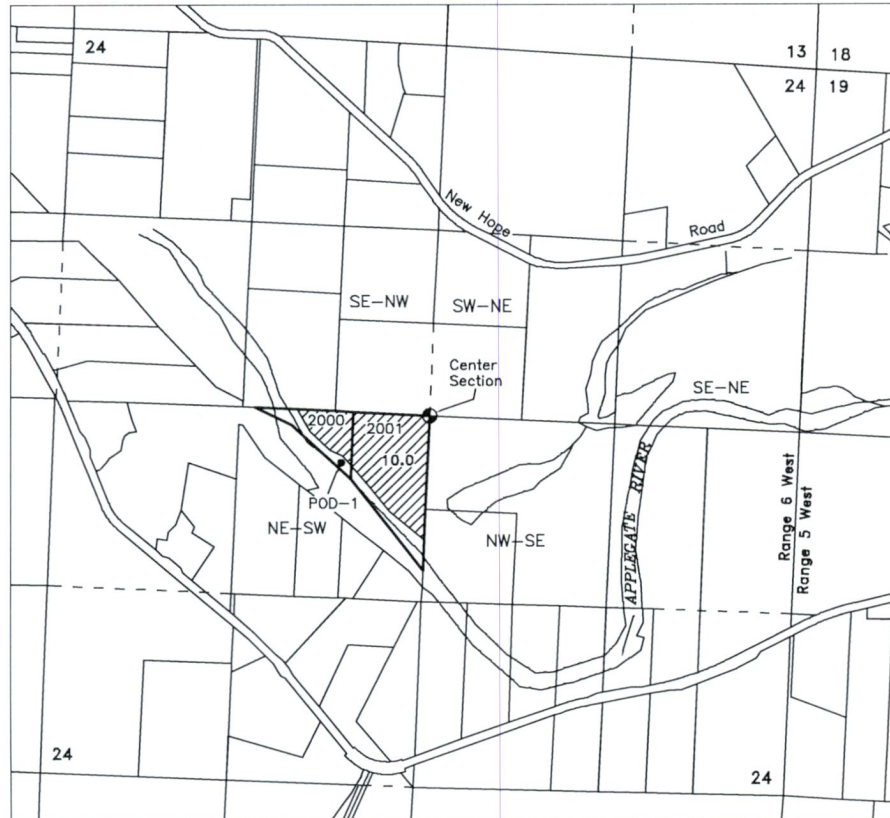 24
13 18
24 19
New Hope
Road
SE-NW
SW-NE
Center
Section
SE-NE
2000
2001
10.0
POD-1
NE-SW
NW-SE
APPLEGATE RIVER
Range 6 West
Range 5 West
24
24